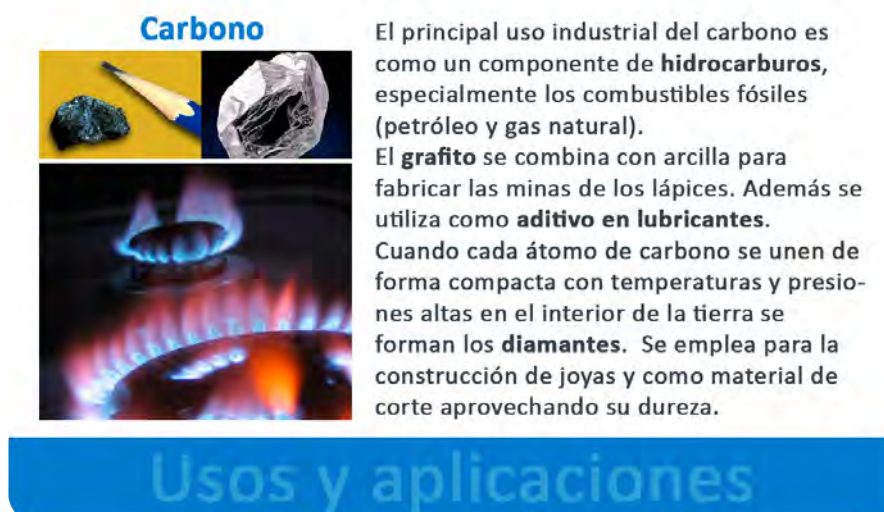 Carbono
El principal uso industrial del carbono es
como un componente de hidrocarburos,
especialmente los combustibles fósiles
(petróleo y gas natural).
El grafito se combina con arcilla para
fabricar las minas de los lápices. Además se
utiliza como aditivo en lubricantes.
Cuando cada átomo de carbono se unen de
forma compacta con temperaturas y presio-
nes altas en el interior de la tierra se
forman los diamantes. Se emplea para la
construcción de joyas y como material de
corte aprovechando su dureza.
Usos y aplicaciones